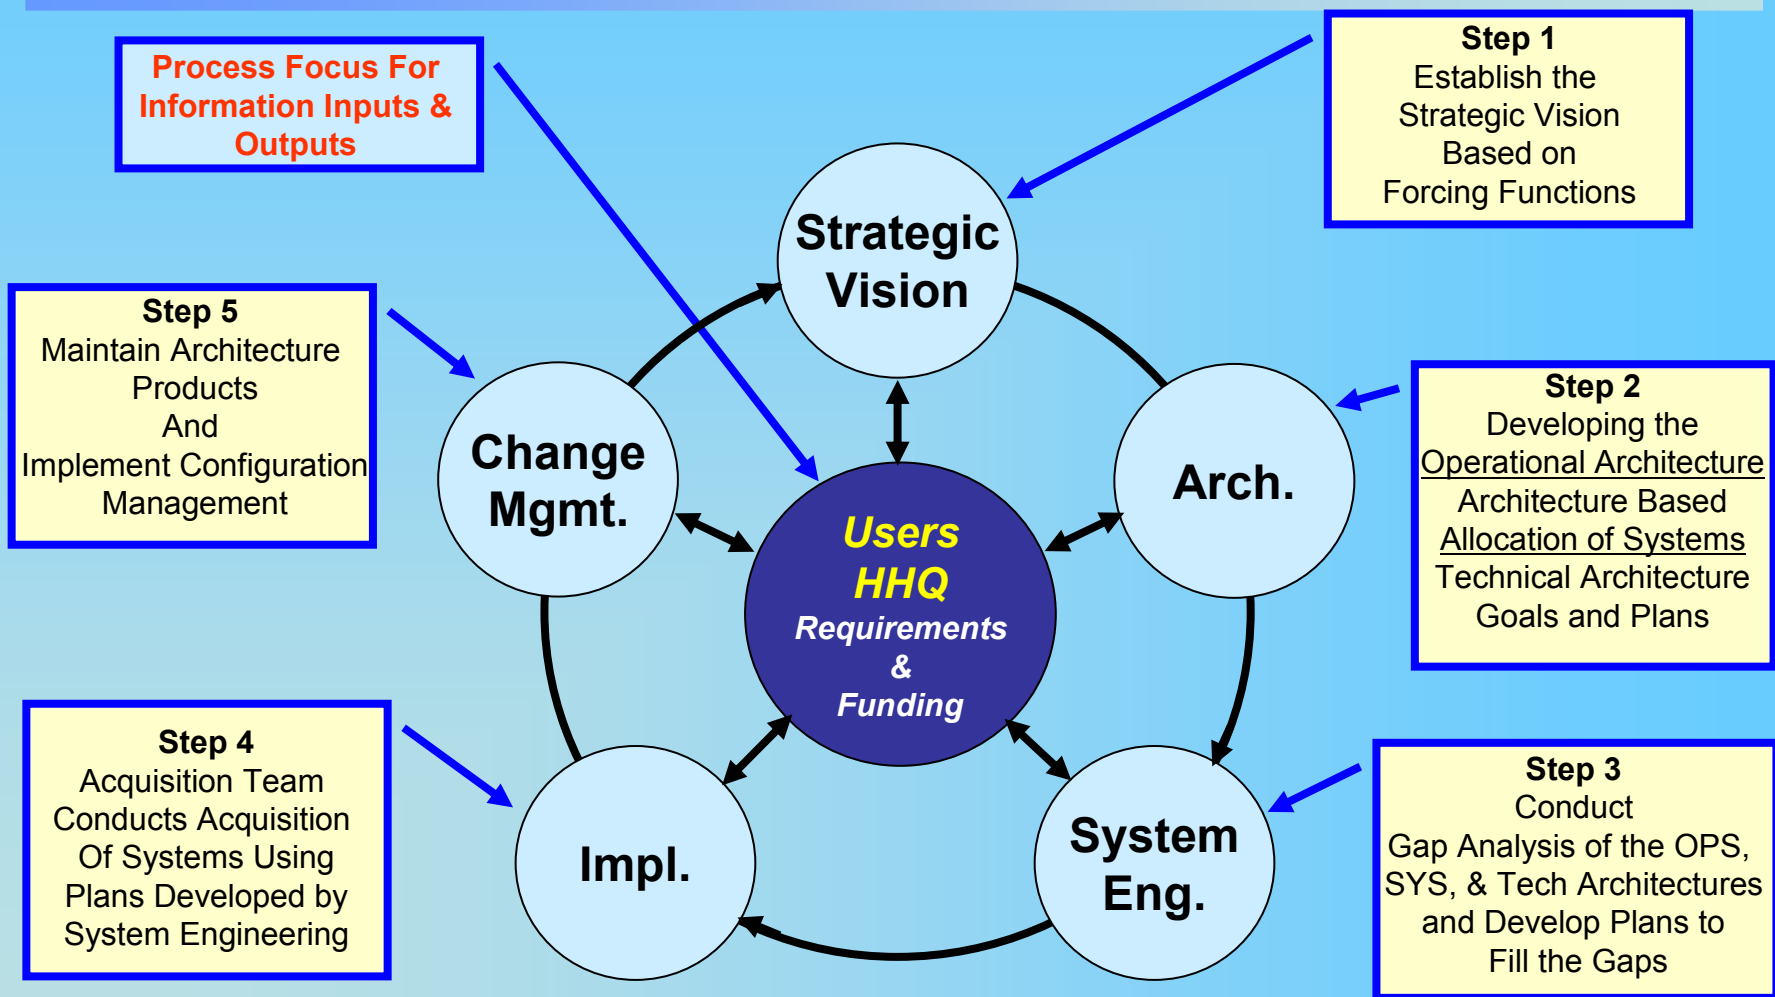 Process Focus For
Information Inputs &
Outputs
Step 1
Establish the
Strategic Vision
Based on
Forcing Functions
Strategic
Vision
Step 5
Maintain Architecture
Products
And
Implement Configuration
Management
Change
Mgmt.
Arch.
Step 2
Developing the
Operational Architecture
Architecture Based
Allocation of Systems
Technical Architecture
Goals and Plans
Users
HHQ
Requirements
&
Funding
Step 4
Acquisition Team
Conducts Acquisition
Of Systems Using
Plans Developed by
System Engineering
Impl.
System
Eng.
Step 3
Conduct
Gap Analysis of the OPS,
SYS, & Tech Architectures
and Develop Plans to
Fill the Gaps